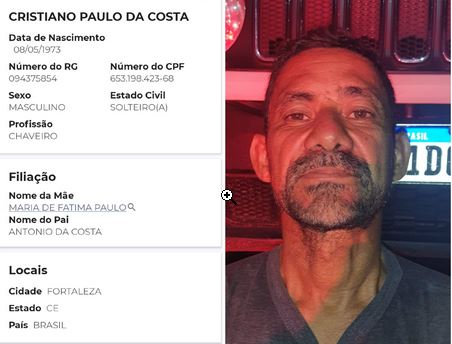 CRISTIANO PAULO DA COSTA
Data de Nascimento
08/05/1973
Número do RG Número do CPF
094375854 653.198.423-68
Sexo Estado Civil
MASCULINO SOLTEIRO(A)
Profissão
CHAVEIRO
Filiação
Nome da Mãe
MARIA DE FATIMA PAULO
Nome do Pai
ANTONIO DA COSTA
Locais
Cidade FORTALEZA
Estado CE
País BRASIL